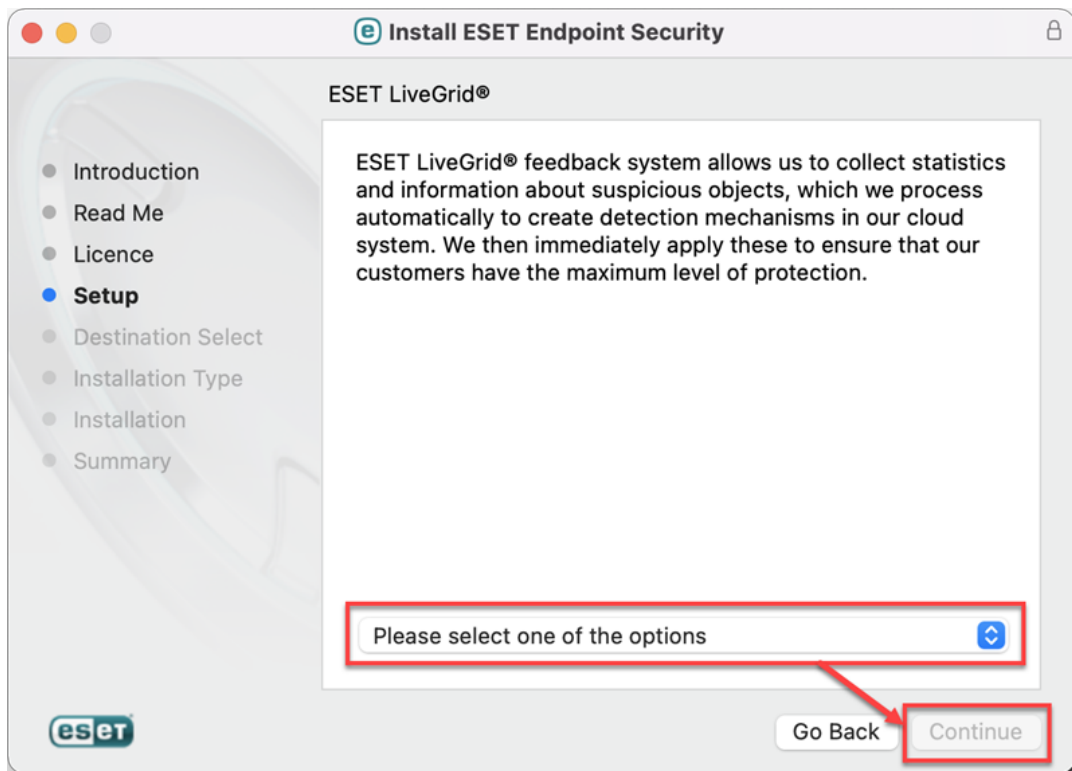 Install ESET Endpoint Security
ESET LiveGrid®
Introduction
Read Me
Licence
Setup
Destination Select
Installation Type
Installation
Summary
ESET LiveGrid® feedback system allows us to collect statistics
and information about suspicious objects, which we process
automatically to create detection mechanisms in our cloud
system. We then immediately apply these to ensure that our
customers have the maximum level of protection.
Please select one of the options
eseT
Go Back
Continue